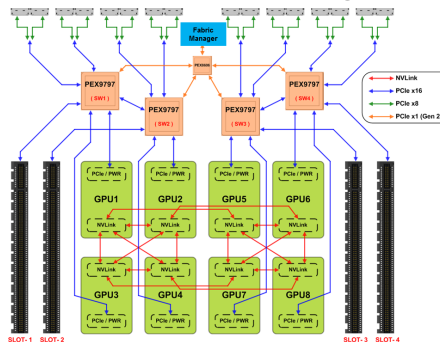 Fabric
Manager
PEX9797
( SW1 )
PEX9797
( SW2 )
PEX9797
( SW3 )
PEX9797
( SW4 )
NVLink
PCIe x16
PCIe x8
PCIe x1 (Gen 2
PCIe / PWR
GPU1
NVLink
PCIe / PWR
GPU2
NVLink
PCIe / PWR
GPU5
NVLink
PCIe / PWR
GPU6
NVLink
NVLink
GPU3
PCIe / PWR
NVLink
GPU4
PCIe / PWR
NVLink
GPU7
PCIe / PWR
NVLink
GPU8
PCIe / PWR
SLOT- 1
SLOT- 2
SLOT- 3
SLOT- 4